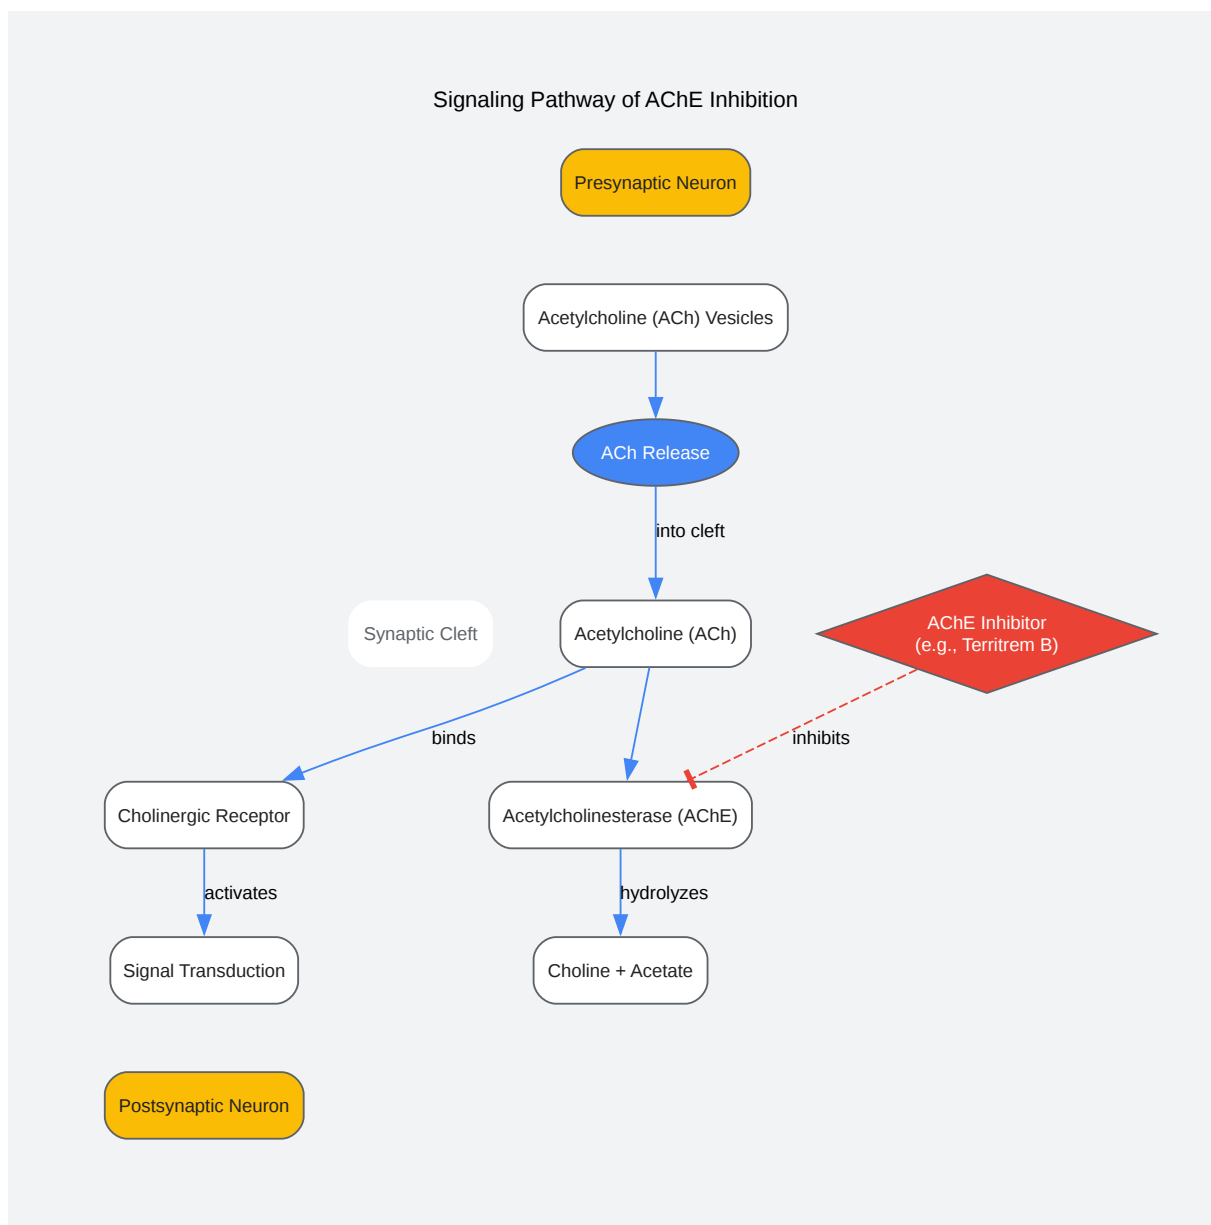 Signaling Pathway of AChE Inhibition
Presynaptic Neuron
Acetylcholine (ACh) Vesicles
ACh Release
into cleft
Synaptic Cleft
Acetylcholine (ACh)
AChE Inhibitor
(e.g., Territrem B)
binds
inhibits
Cholinergic Receptor
Acetylcholinesterase (AChE)
activates
hydrolyzes
Signal Transduction
Choline + Acetate
Postsynaptic Neuron